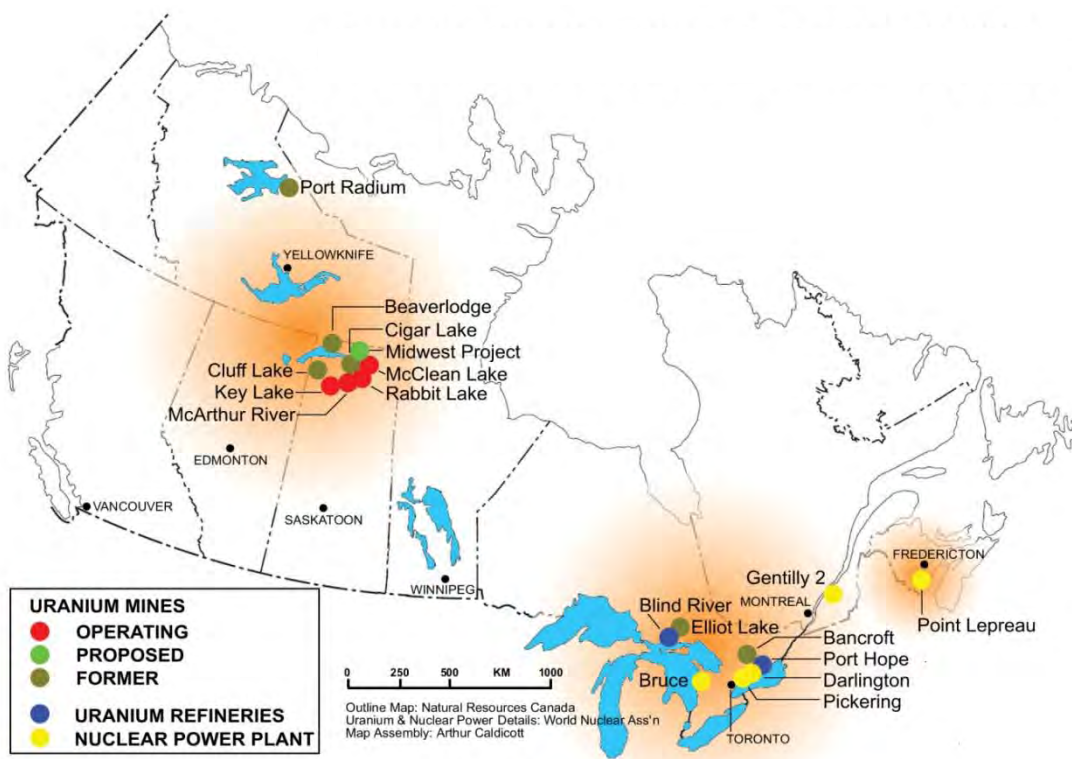 Port Radium
YELLOWKNIFE
Beaverlodge
Cigar Lake
Midwest Project
Cluff Lake
McClean Lake
Key Lake
Rabbit Lake
McArthur River
EDMONTON
VANCOUVER
SASKATOON
WINNIPEG
FREDERICTON
Gentilly 2
MONTREAL
Point Lepreau
Blind River
Elliot Lake
Bancroft
Port Hope
Bruce
Darlington
Pickering
TORONTO
URANIUM MINES
OPERATING
PROPOSED
FORMER
URANIUM REFINERIES
NUCLEAR POWER PLANT
0 250 500 KM 1000
Outline Map: Natural Resources Canada
Uranium & Nuclear Power Details: World Nuclear Ass'n
Map Assembly: Arthur Caldicott